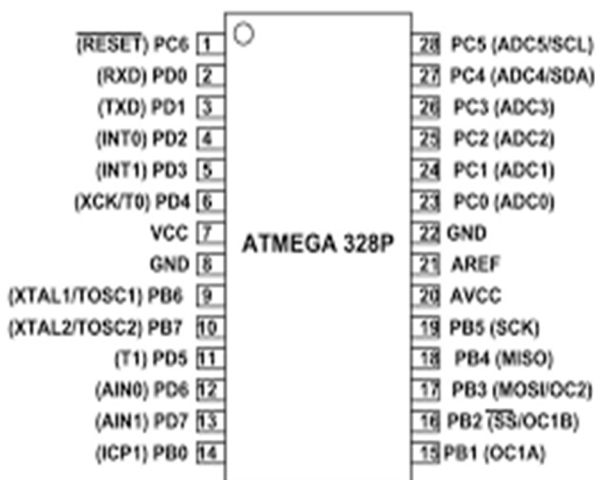 (RESET) PC6 1
(RXD) PD0 2
(TXD) PD1 3
(INT0) PD2 4
(INT1) PD3 5
(XCK/T0) PD4 6
VCC 7
GND 8
(XTAL1/TOSC1) PB6 9
(XTAL2/TOSC2) PB7 10
(T1) PD5 11
(AIN0) PD6 12
(AIN1) PD7 13
(ICP1) PB0 14
ATMEGA 328P
28 PC5 (ADC5/SCL)
27 PC4 (ADC4/SDA)
26 PC3 (ADC3)
25 PC2 (ADC2)
24 PC1 (ADC1)
23 PC0 (ADC0)
22 GND
21 AREF
20 AVCC
19 PB5 (SCK)
18 PB4 (MISO)
17 PB3 (MOSI/OC2)
16 PB2 (SS/OC1B)
15 PB1 (OC1A)